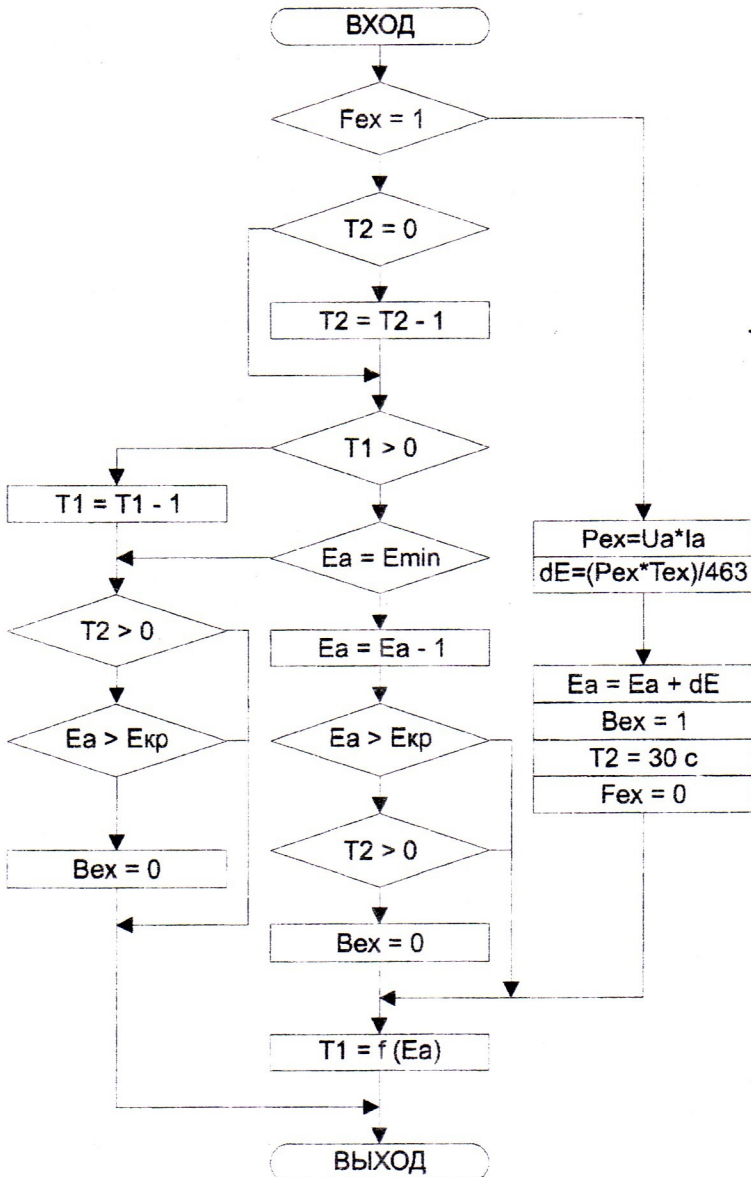 ВХОД
Fex = 1
T2 = 0
T2 = T2 - 1
T1 > 0
T1 = T1 - 1
Ea = Emin
Pex=Ua*Ia
dE=(Pex*Tex)/463
T2 > 0
Ea = Ea - 1
Ea = Ea + dE
Bex = 1
T2 = 30 c
Fex = 0
Ea > Eкр
Ea > Eкр
T2 > 0
Bex = 0
Bex = 0
T1 = f (Ea)
ВЫХОД